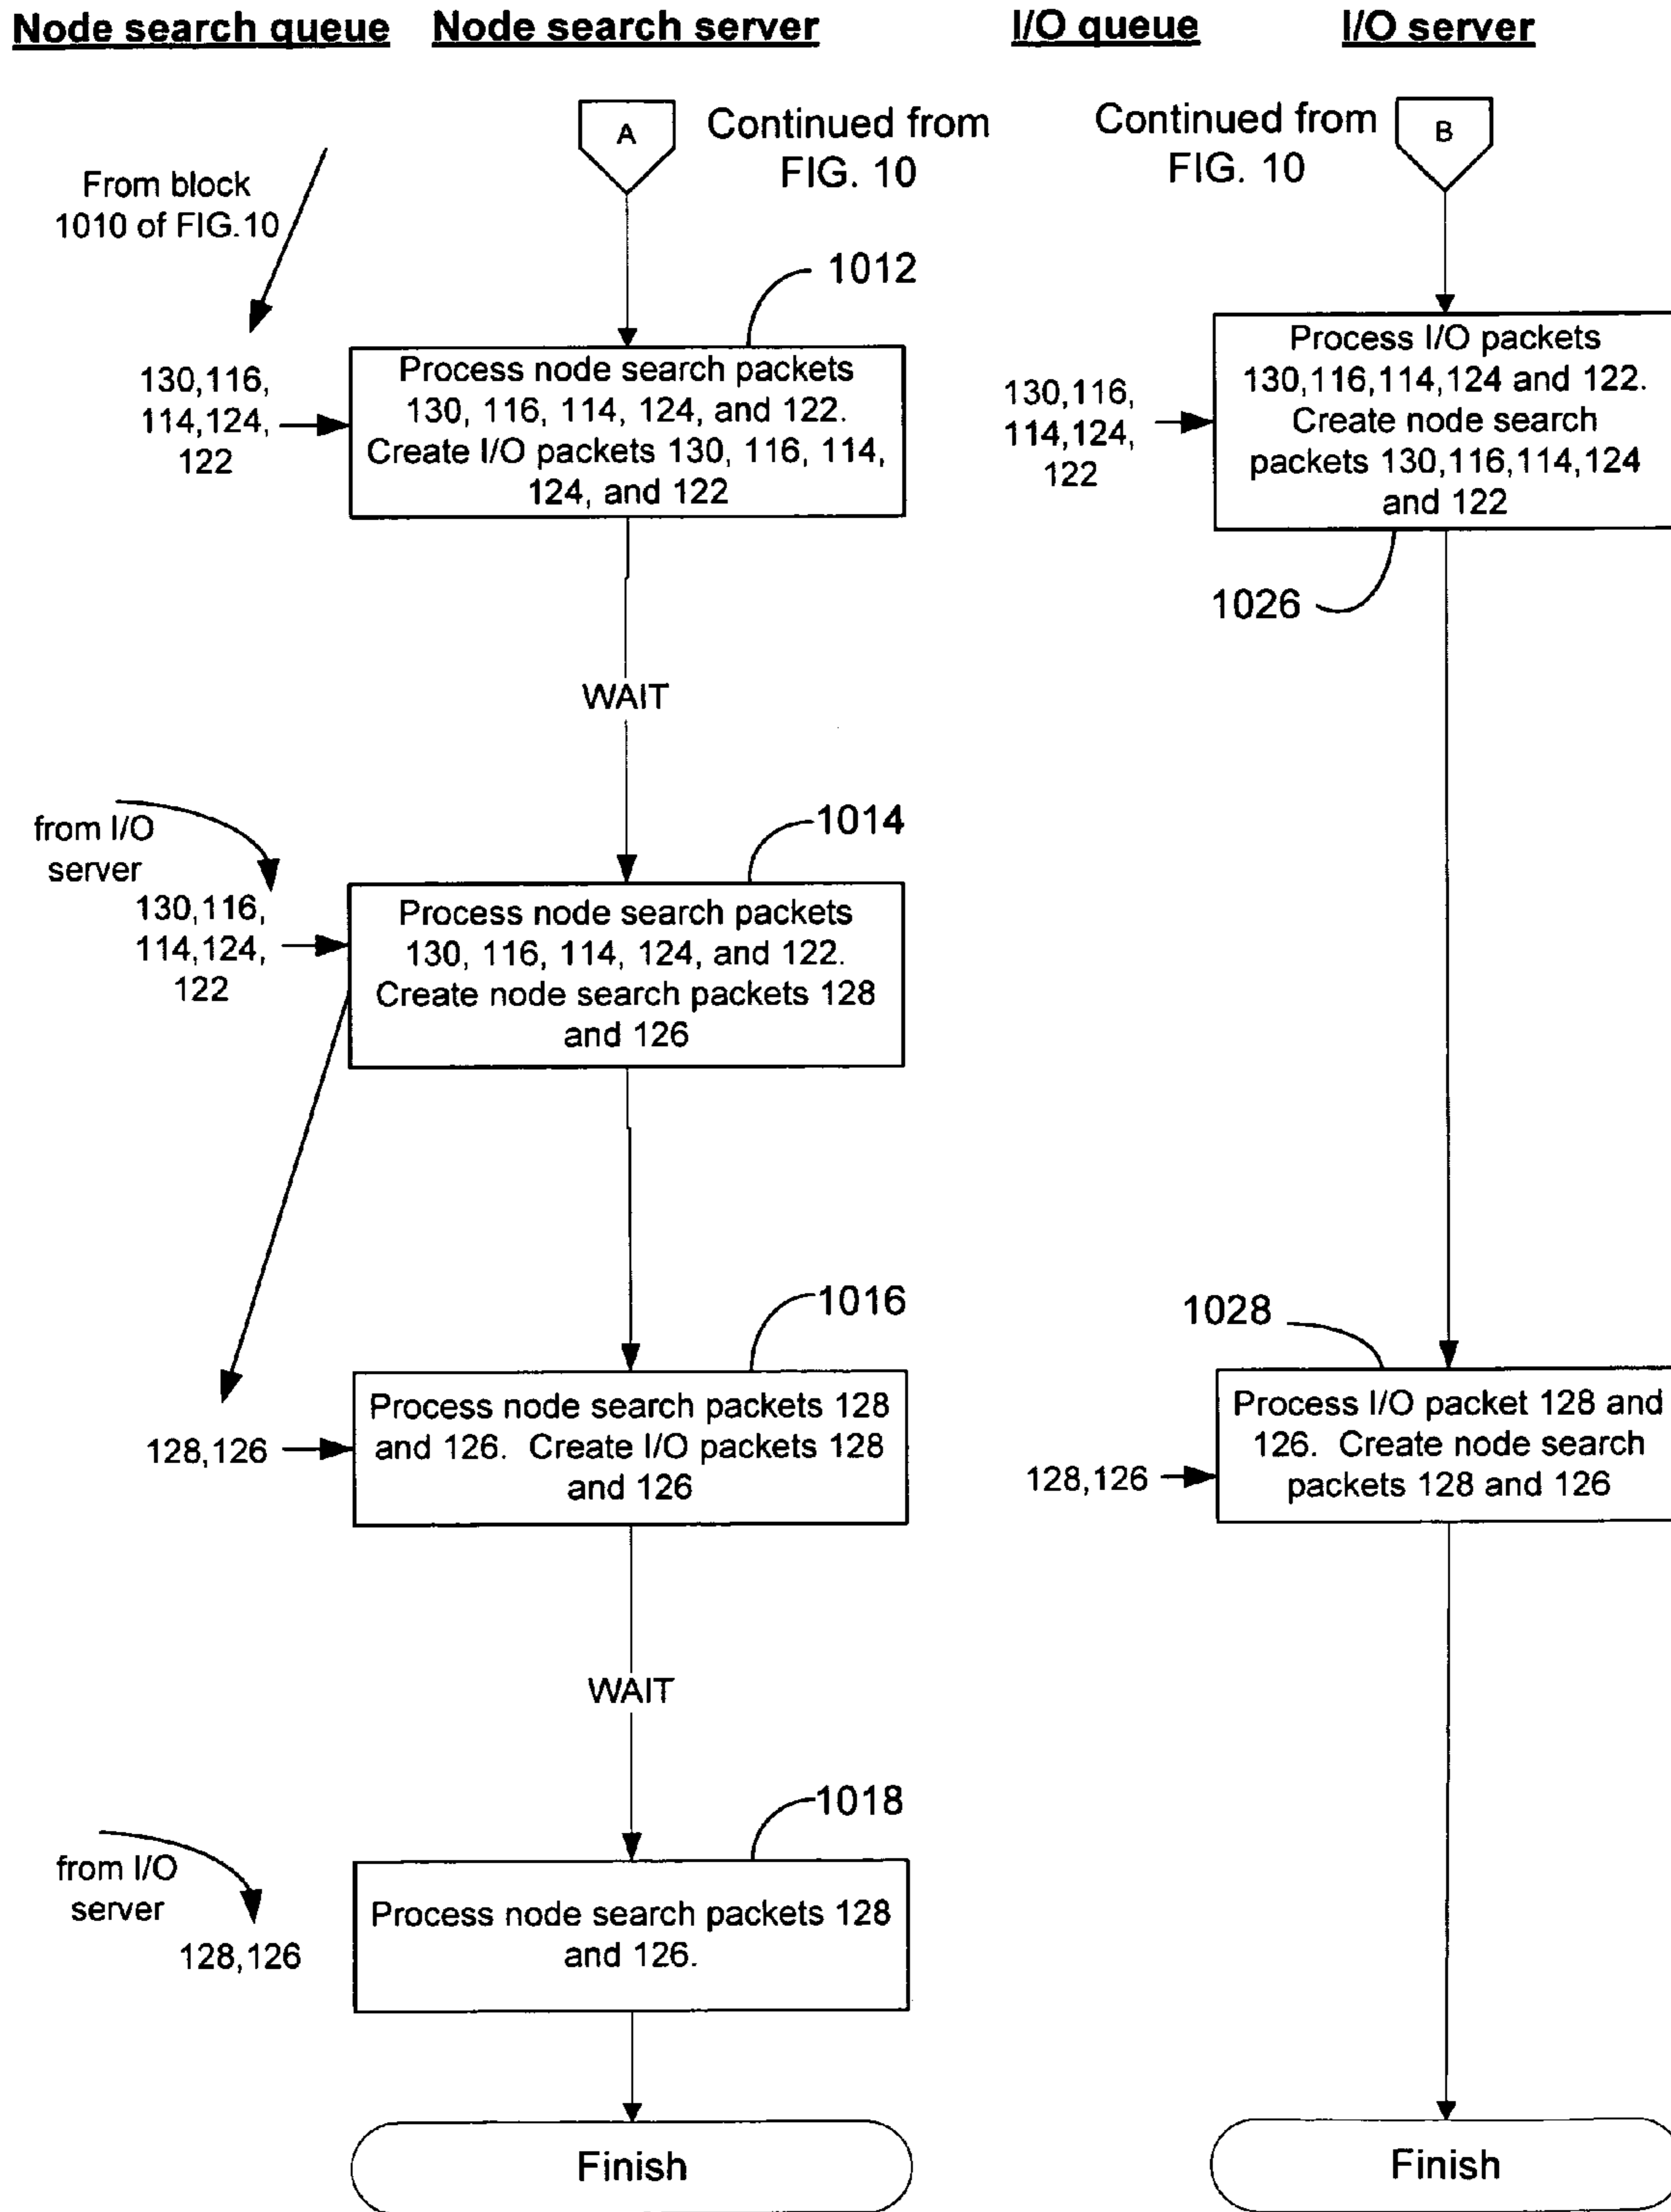 Node search queue
Node search server
I/O queue
I/O server
A
Continued from
FIG. 10
Continued from
FIG. 10
B
From block
1010 of FIG.10
1012
130,116,
114,124,
122
Process node search packets
130, 116, 114, 124, and 122.
Create I/O packets 130, 116, 114,
124, and 122
130,116,
114,124,
122
Process I/O packets
130,116,114,124 and 122.
Create node search
packets 130,116,114,124
and 122
1026
WAIT
from I/O
server
1014
130,116,
114,124,
122
Process node search packets
130, 116, 114, 124, and 122.
Create node search packets 128
and 126
1016
128,126
Process node search packets 128
and 126. Create I/O packets 128
and 126
1028
128,126
Process I/O packet 128 and
126. Create node search
packets 128 and 126
WAIT
from I/O
server
1018
128,126
Process node search packets 128
and 126.
Finish
Finish